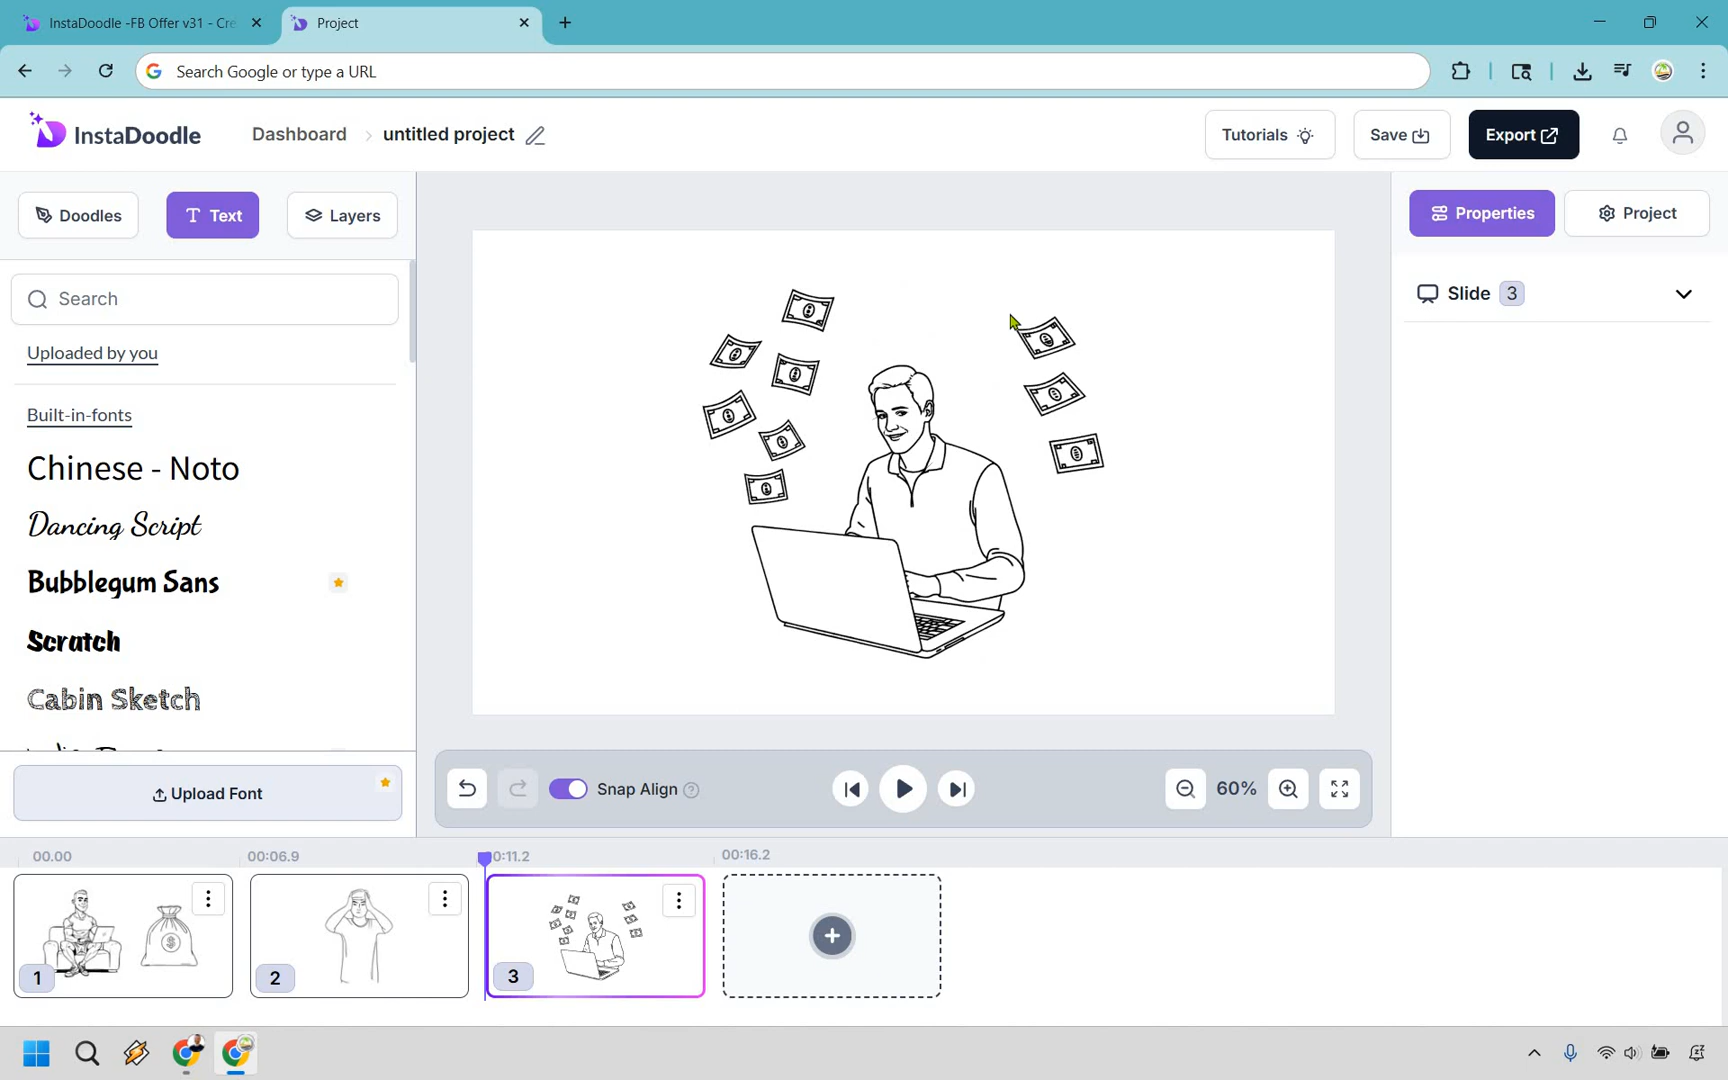 InstaDoodle -FB Offer v31 - Cre
Project
Search Google or type a URL
InstaDoodle
Dashboard
untitled project
Tutorials
Save
Export
Doodles
Text
Layers
Properties
Project
Search
Slide 3
Uploaded by you
Built-in-fonts
Chinese - Noto
Dancing Script
Bubblegum Sans
Scratch
Cabin Sketch
Upload Font
Snap Align
60%
00.00
00:06.9
00:11.2
00:16.2
1
2
3